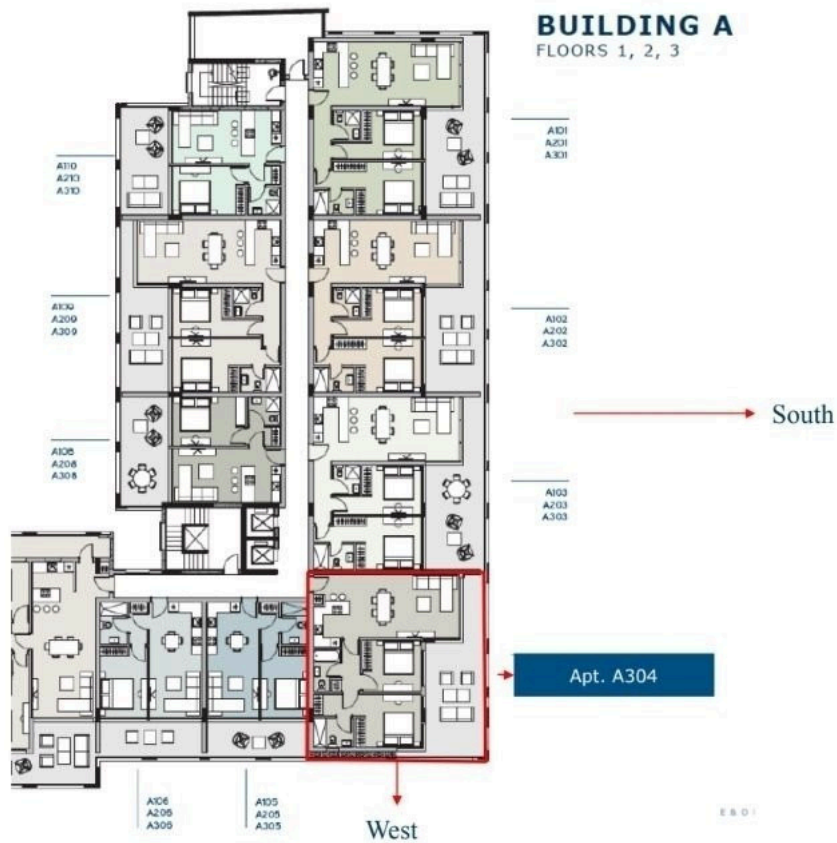 BUILDING A
FLOORS 1, 2, 3
A101
A201
A301
A110
A210
A310
A109
A209
A309
A102
A202
A302
South
A108
A208
A308
A103
A203
A303
Apt. A304
A106
A206
A306
A105
A205
A305
West
E & O